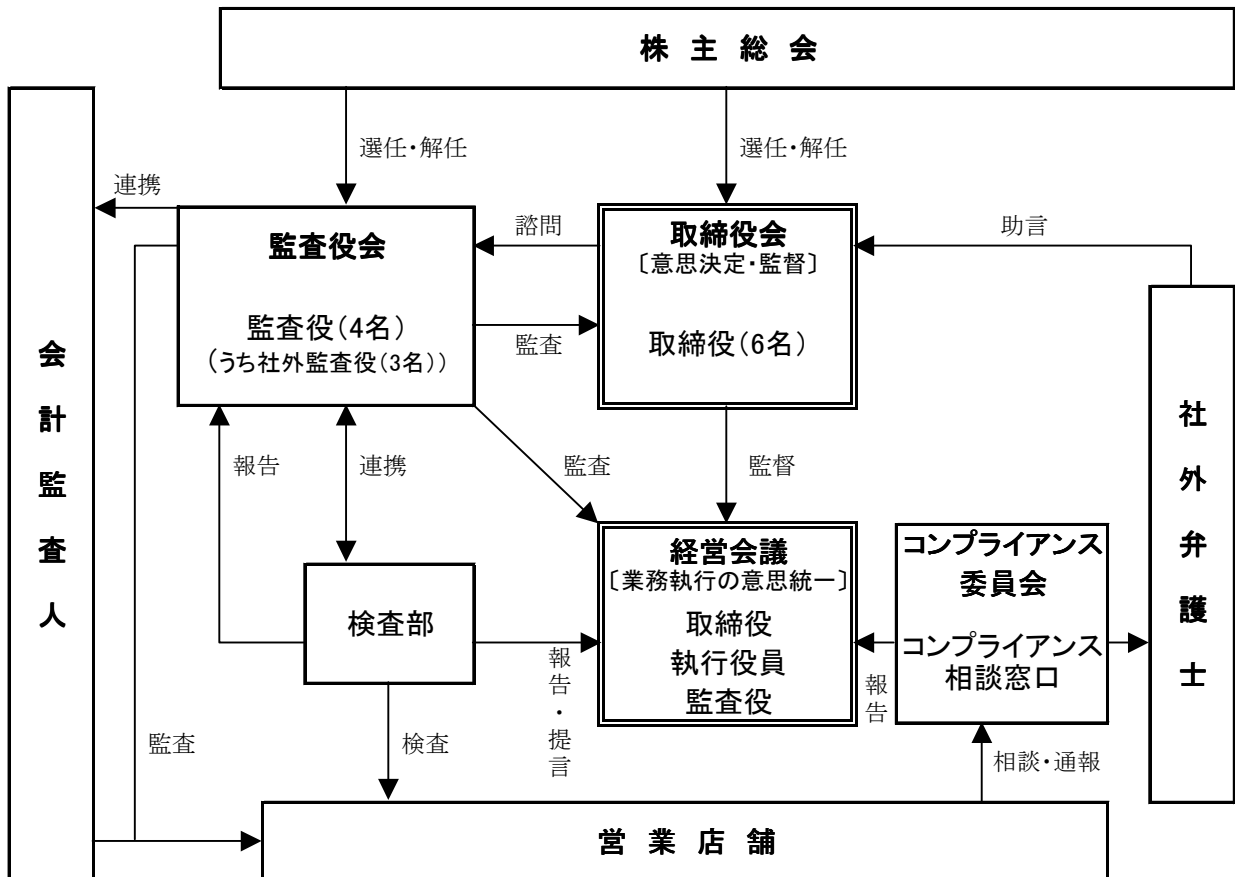 株主総会
選任・解任
選任・解任
連携
監査役会
監査役(4名)
(うち社外監査役(3名))
諮問
監査
取締役会
〔意思決定・監督〕
取締役(6名)
助言
会計監査人
社外弁護士
報告
連携
監査
監督
検査部
経営会議
〔業務執行の意思統一〕
取締役
執行役員
監査役
コンプライアンス
委員会
コンプライアンス
相談窓口
報告・提言
報告
監査
検査
相談・通報
営業店舗